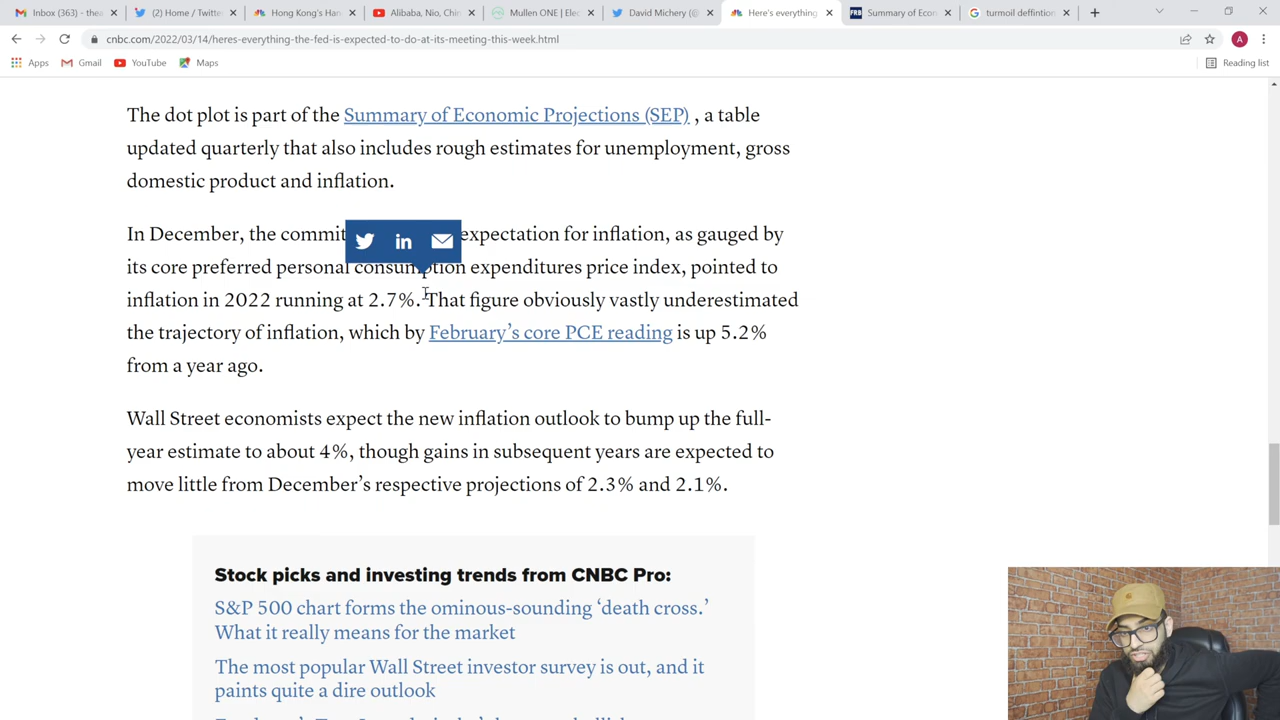 Inbox (363) - thea
(2) Home / Twitter
Hong Kong's Han
Alibaba, Nio, Chin
Mullen ONE | Elec
David Michery (@
Here's everything
FRB
Summary of Econ
turmoil deffintion
cnbc.com/2022/03/14/heres-everything-the-fed-is-expected-to-do-at-its-meeting-this-week.html
A
Apps
Gmail
YouTube
Maps
Reading list
The dot plot is part of the Summary of Economic Projections (SEP) , a table
updated quarterly that also includes rough estimates for unemployment, gross
domestic product and inflation.
In December, the commit expectation for inflation, as gauged by
its core preferred personal consumption expenditures price index, pointed to
inflation in 2022 running at 2.7%. That figure obviously vastly underestimated
the trajectory of inflation, which by February's core PCE reading is up 5.2%
from a year ago.
Wall Street economists expect the new inflation outlook to bump up the full-
year estimate to about 4%, though gains in subsequent years are expected to
move little from December's respective projections of 2.3% and 2.1%.
Stock picks and investing trends from CNBC Pro:
S&P 500 chart forms the ominous-sounding ‘death cross.’
What it really means for the market
The most popular Wall Street investor survey is out, and it
paints quite a dire outlook